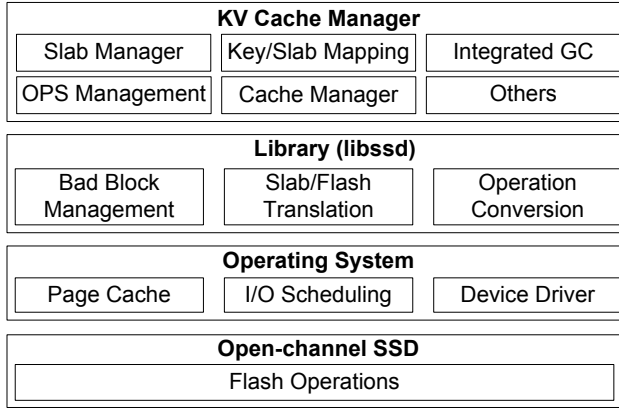 KV Cache Manager
Slab Manager
Key/Slab Mapping
Integrated GC
OPS Management
Cache Manager
Others
Library (libssd)
Bad Block
Management
Slab/Flash
Translation
Operation
Conversion
Operating System
Page Cache
I/O Scheduling
Device Driver
Open-channel SSD
Flash Operations